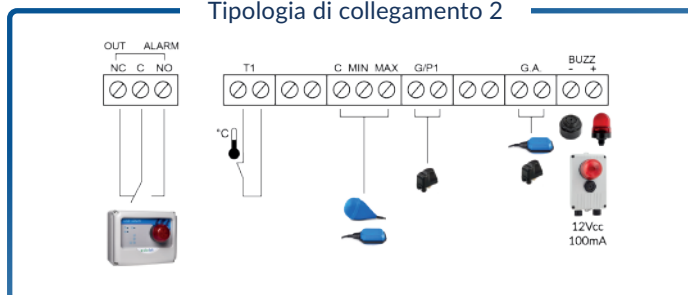 Tipologia di collegamento 2
OUT ALARM
NC C NO
T1
C MIN MAX
G/P1
G.A.
BUZZ
- +
°C
12Vcc
100mA